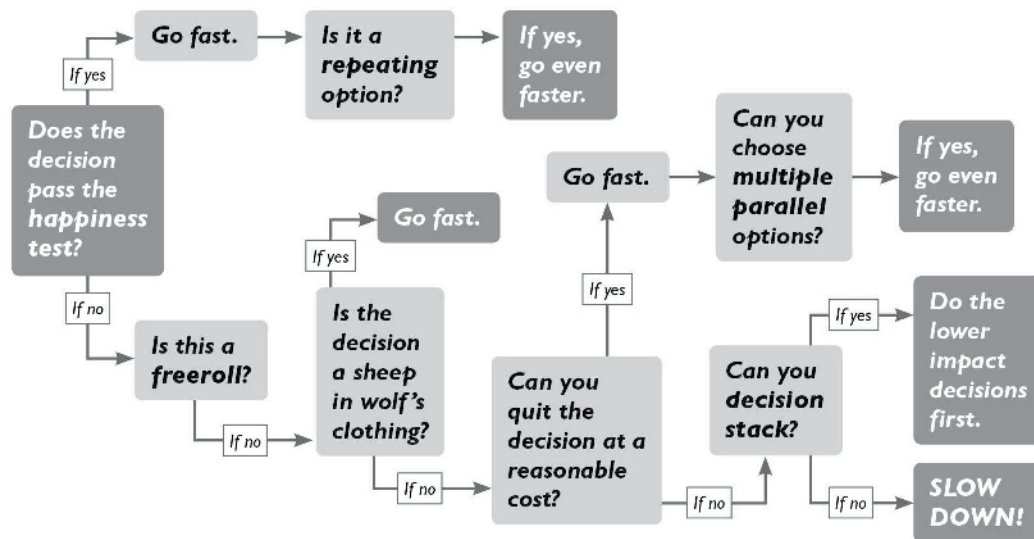 Does the
decision
pass the
happiness
test?
If yes
Go fast.
Is it a
repeating
option?
If yes,
go even
faster.
If no
Is this a
freeroll?
If no
Is the
decision
a sheep
in wolf's
clothing?
If yes
Go fast.
If no
Can you
quit the
decision at a
reasonable
cost?
If yes
Go fast.
Can you
choose
multiple
parallel
options?
If yes,
go even
faster.
If no
Can you
decision
stack?
If yes
Do the
lower
impact
decisions
first.
If no
SLOW
DOWN!